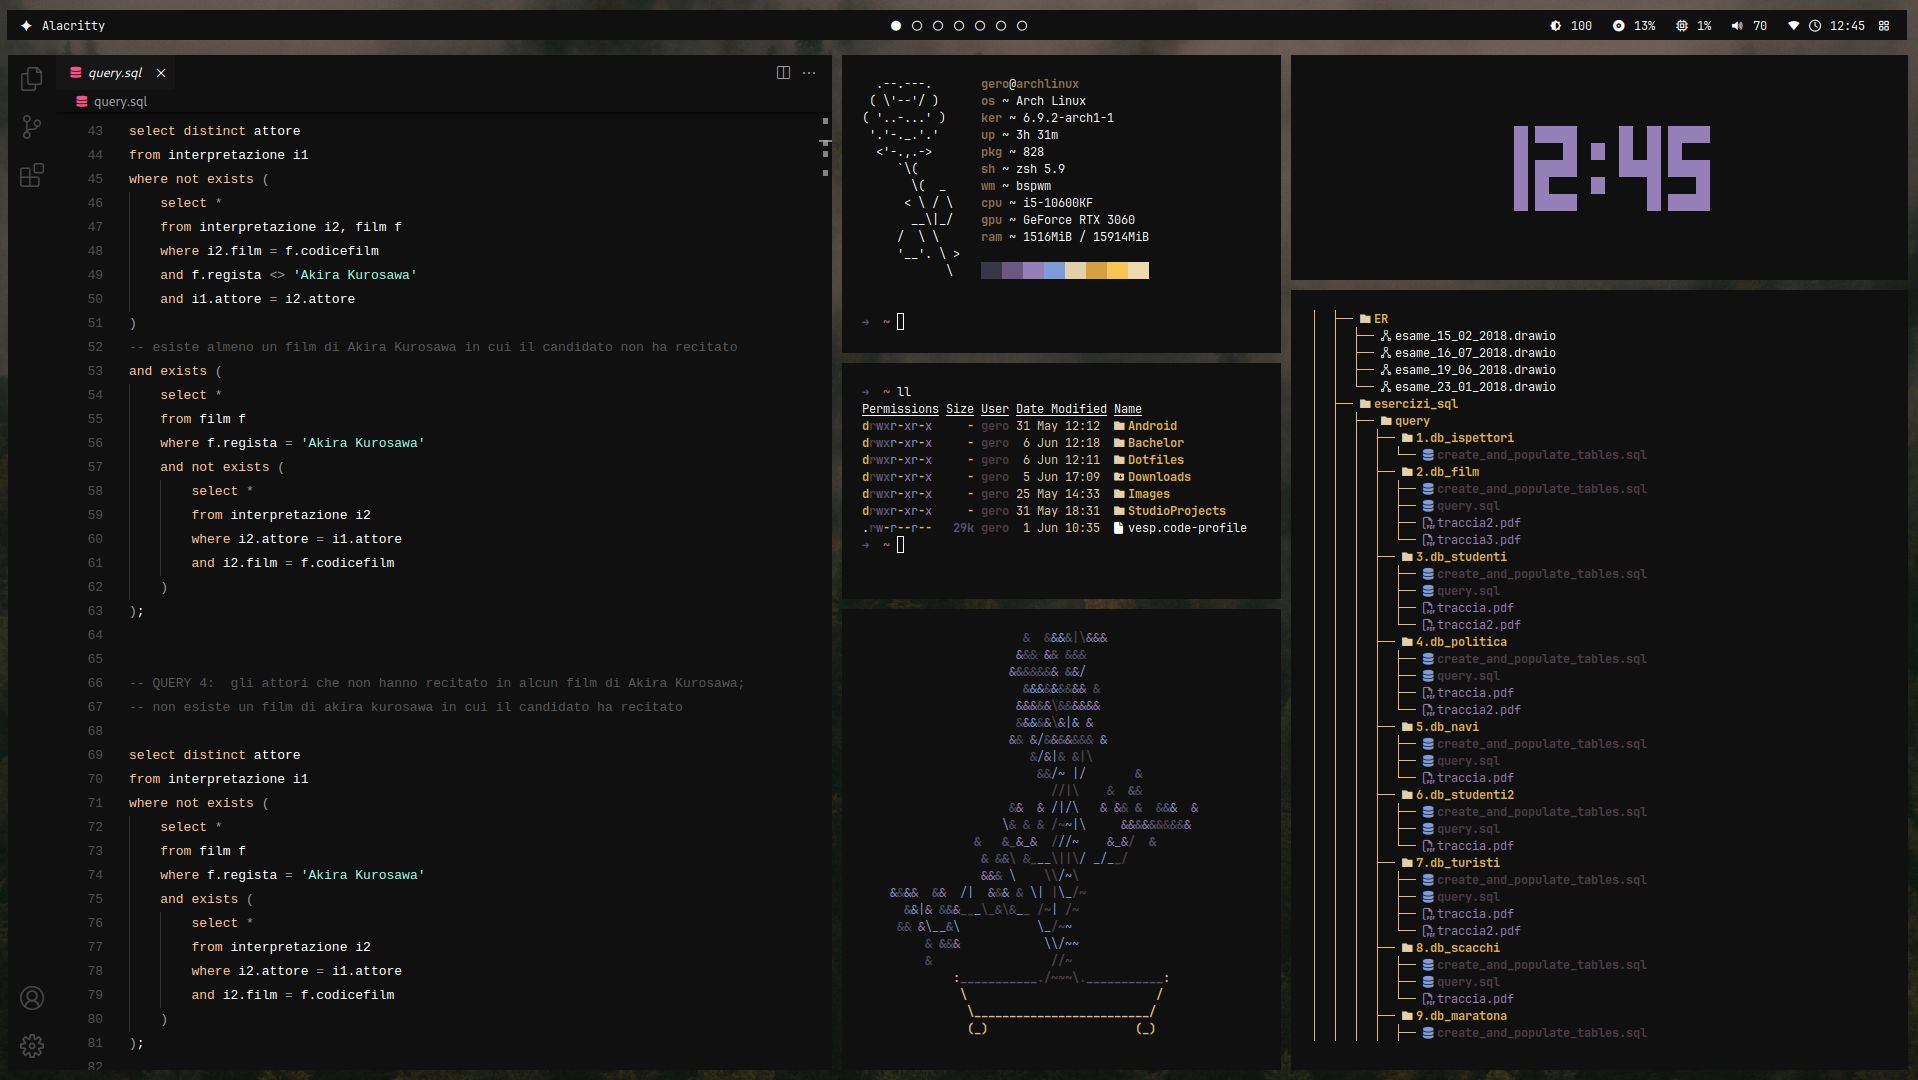 Alacritty
100 13% 1% 70 12:45
query.sql
query.sql
43 select distinct attore
44 from interpretazione i1
45 where not exists (
46 select *
47 from interpretazione i2, film f
48 where i2.film = f.codicefilm
49 and f.regista <> 'Akira Kurosawa'
50 and i1.attore = i2.attore
51 )
52 -- esiste almeno un film di Akira Kurosawa in cui il candidato non ha recitato
53 and exists (
54 select *
55 from film f
56 where f.regista = 'Akira Kurosawa'
57 and not exists (
58 select *
59 from interpretazione i2
60 where i2.attore = i1.attore
61 and i2.film = f.codicefilm
62 )
63 );
64
65
66 -- QUERY 4:  gli attori che non hanno recitato in alcun film di Akira Kurosawa;
67 -- non esiste un film di akira kurosawa in cui il candidato ha recitato
68
69 select distinct attore
70 from interpretazione i1
71 where not exists (
72 select *
73 from film f
74 where f.regista = 'Akira Kurosawa'
75 and exists (
76 select *
77 from interpretazione i2
78 where i2.attore = i1.attore
79 and i2.film = f.codicefilm
80 )
81 );
82
gero@archlinux
os ~ Arch Linux
ker ~ 6.9.2-arch1-1
up ~ 3h 31m
pkg ~ 828
sh ~ zsh 5.9
wm ~ bspwm
cpu ~ i5-10600KF
gpu ~ GeForce RTX 3060
ram ~ 1516MiB / 15914MiB
→ ~
→ ~ ll
Permissions Size User Date Modified Name
drwxr-xr-x - gero 31 May 12:12 Android
drwxr-xr-x - gero 6 Jun 12:18 Bachelor
drwxr-xr-x - gero 6 Jun 12:11 Dotfiles
drwxr-xr-x - gero 5 Jun 17:09 Downloads
drwxr-xr-x - gero 25 May 14:33 Images
drwxr-xr-x - gero 31 May 18:31 StudioProjects
.rw-r--r-- 29k gero 1 Jun 10:35 vesp.code-profile
→ ~
12:45
ER
esame_15_02_2018.drawio
esame_16_07_2018.drawio
esame_19_06_2018.drawio
esame_23_01_2018.drawio
esercizi_sql
query
1.db_ispettori
create_and_populate_tables.sql
2.db_film
create_and_populate_tables.sql
query.sql
traccia2.pdf
traccia3.pdf
3.db_studenti
create_and_populate_tables.sql
query.sql
traccia.pdf
traccia2.pdf
4.db_politica
create_and_populate_tables.sql
query.sql
traccia.pdf
traccia2.pdf
5.db_navi
create_and_populate_tables.sql
query.sql
traccia.pdf
6.db_studenti2
create_and_populate_tables.sql
query.sql
traccia.pdf
7.db_turisti
create_and_populate_tables.sql
query.sql
traccia.pdf
traccia2.pdf
8.db_scacchi
create_and_populate_tables.sql
query.sql
traccia.pdf
9.db_maratona
create_and_populate_tables.sql